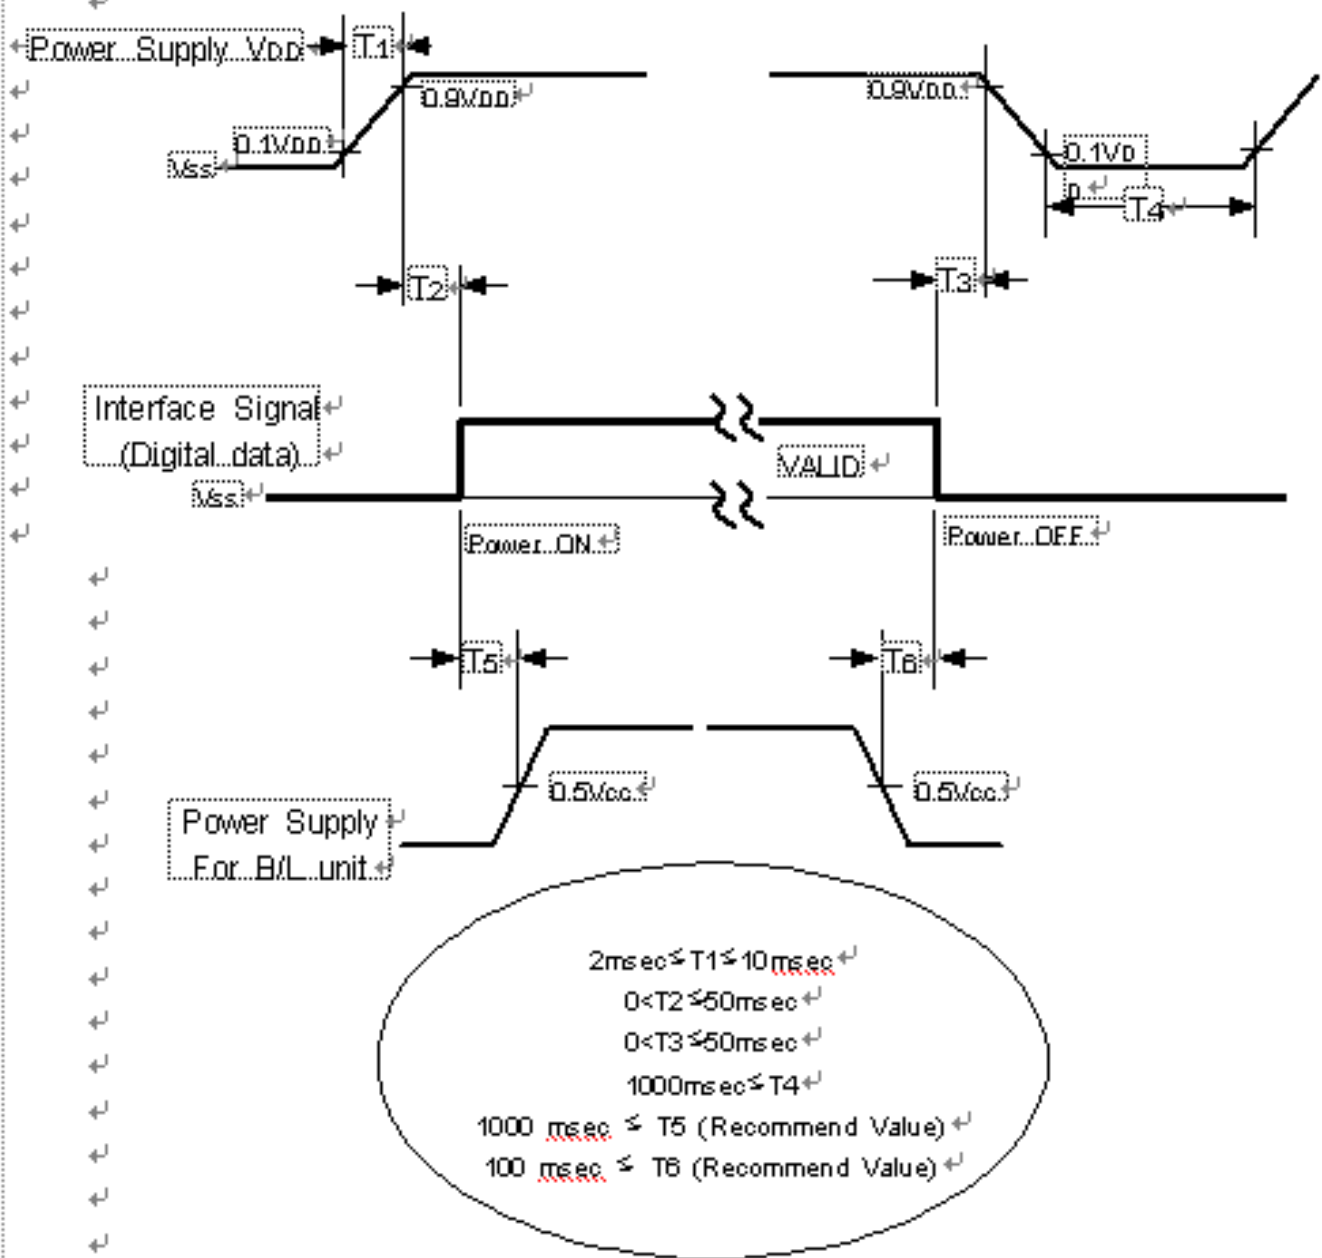 Power Supply VDD
T1
0.9VDD
0.9VDD
0.1VDD
0.1VD
D
Vss
T4
T2
T3
Interface Signal
(Digital data)
VALID
Vss
Power ON
Power OFF
T5
T6
0.5Vcc
0.5Vcc
Power Supply
For B/L unit
2msec≤T1≤10msec
0<T2≤50msec
0<T3≤50msec
1000msec≤T4
1000 msec ≤ T5 (Recommend Value)
100 msec ≤ T6 (Recommend Value)